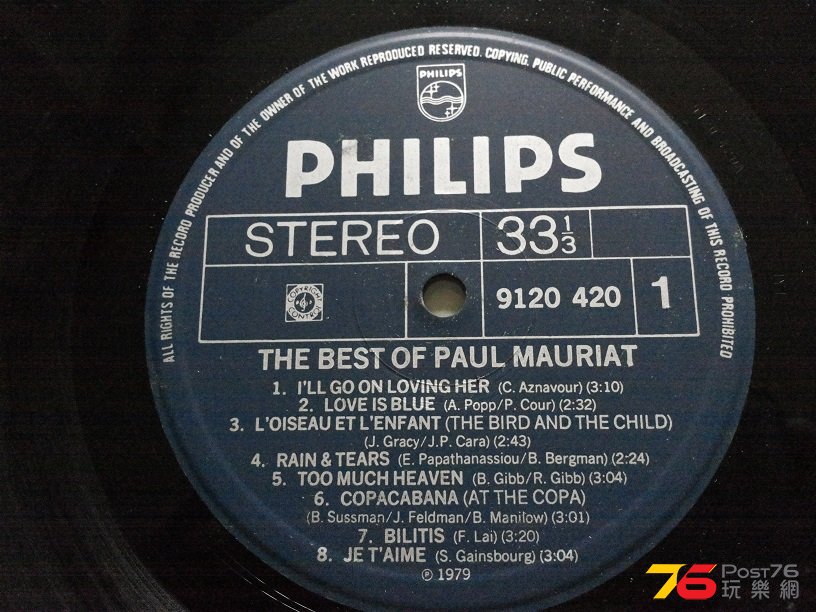 ALL RIGHTS OF THE RECORD PRODUCER AND OF THE OWNER OF THE WORK REPRODUCED RESERVED. COPYING, PUBLIC PERFORMANCE AND BROADCASTING OF THIS RECORD PROHIBITED
PHILIPS
PHILIPS
STEREO 33⅓
COPYRIGHT CONTROL
9120 420 1
THE BEST OF PAUL MAURIAT
1. I'LL GO ON LOVING HER (C. Aznavour) (3:10)
2. LOVE IS BLUE (A. Popp/P. Cour) (2:32)
3. L'OISEAU ET L'ENFANT (THE BIRD AND THE CHILD)
(J. Gracy/J.P. Cara) (2:43)
4. RAIN & TEARS (E. Papathanassiou/B. Bergman) (2:24)
5. TOO MUCH HEAVEN (B. Gibb/R. Gibb) (3:04)
6. COPACABANA (AT THE COPA)
(B. Sussman/J. Feldman/B. Manilow) (3:01)
7. BILITIS (F. Lai) (3:20)
8. JE T'AIME (S. Gainsbourg) (3:04)
℗ 1979
76 POST76
玩樂網